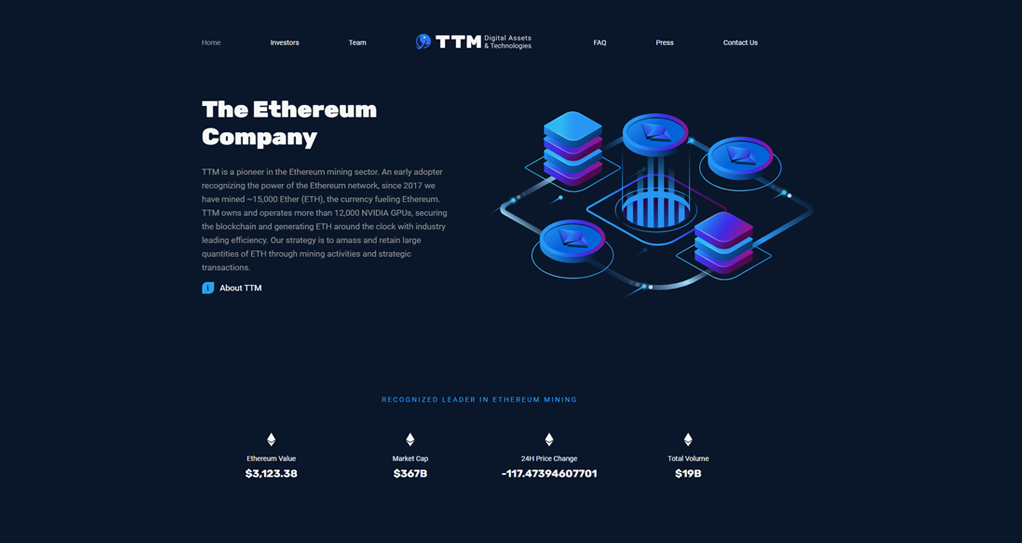 Home
Investors
Team
TTM Digital Assets
& Technologies
FAQ
Press
Contact Us
The Ethereum
Company
TTM is a pioneer in the Ethereum mining sector. An early adopter
recognizing the power of the Ethereum network, since 2017 we
have mined ~15,000 Ether (ETH), the currency fueling Ethereum.
TTM owns and operates more than 12,000 NVIDIA GPUs, securing
the blockchain and generating ETH around the clock with industry
leading efficiency. Our strategy is to amass and retain large
quantities of ETH through mining activities and strategic
transactions.
About TTM
RECOGNIZED LEADER IN ETHEREUM MINING
Ethereum Value
$3,123.38
Market Cap
$367B
24H Price Change
-117.47394607701
Total Volume
$19B